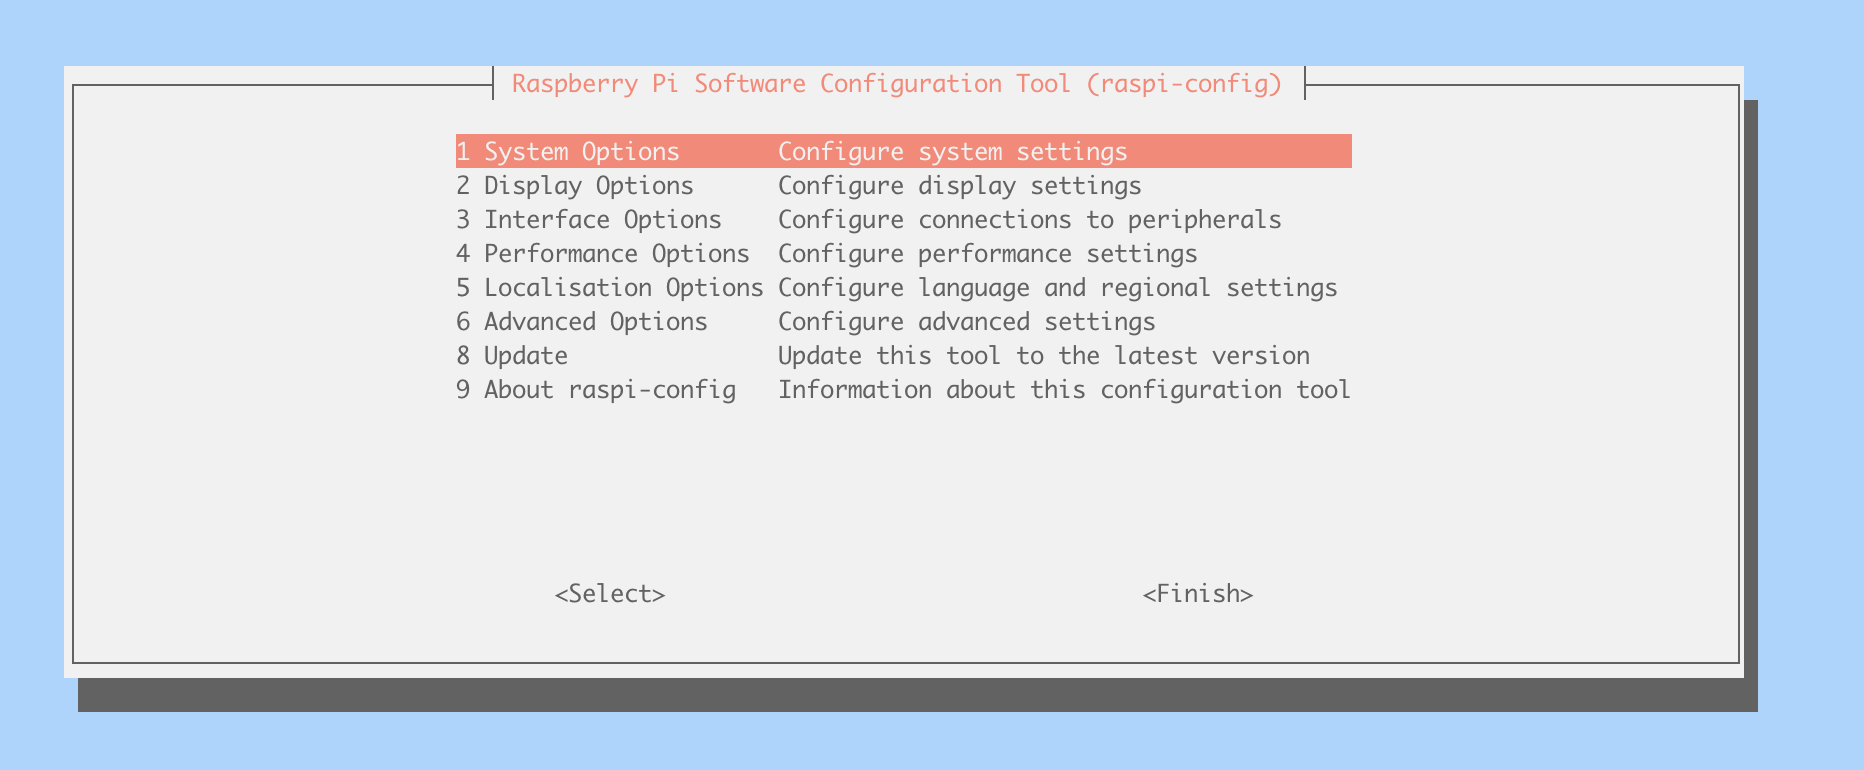 Raspberry Pi Software Configuration Tool (raspi-config)
1 System Options Configure system settings
2 Display Options Configure display settings
3 Interface Options Configure connections to peripherals
4 Performance Options Configure performance settings
5 Localisation Options Configure language and regional settings
6 Advanced Options Configure advanced settings
8 Update Update this tool to the latest version
9 About raspi-config Information about this configuration tool
<Select> <Finish>